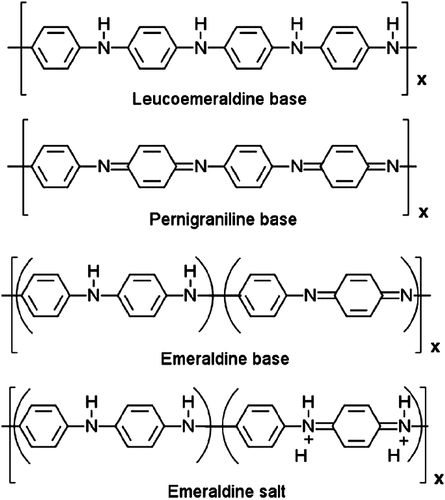 H H H H
N N N N
x
Leucoemeraldine base
N N N N
x
Pernigraniline base
H H
N N N N
x
Emeraldine base
H H H H
N N N N
H + H +
x
Emeraldine salt